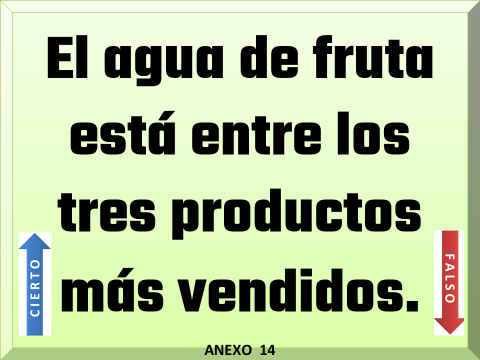 El agua de fruta
está entre los
tres productos
más vendidos.
CIERTO
FALSO
ANEXO 14